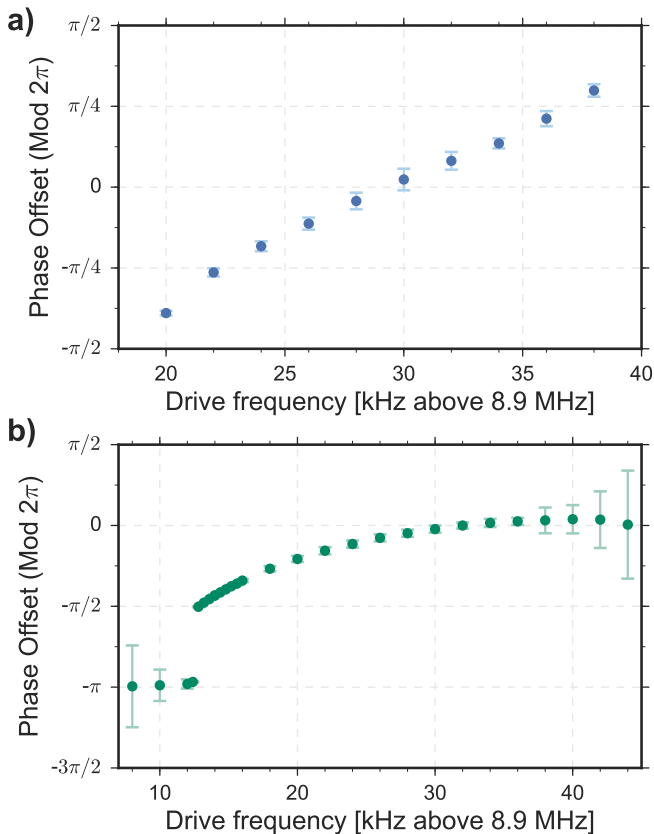 a)
π/2
π/4
0
-π/4
-π/2
Phase Offset (Mod 2π)
20 25 30 35 40
Drive frequency [kHz above 8.9 MHz]
b)
π/2
0
-π/2
-π
-3π/2
Phase Offset (Mod 2π)
10 20 30 40
Drive frequency [kHz above 8.9 MHz]